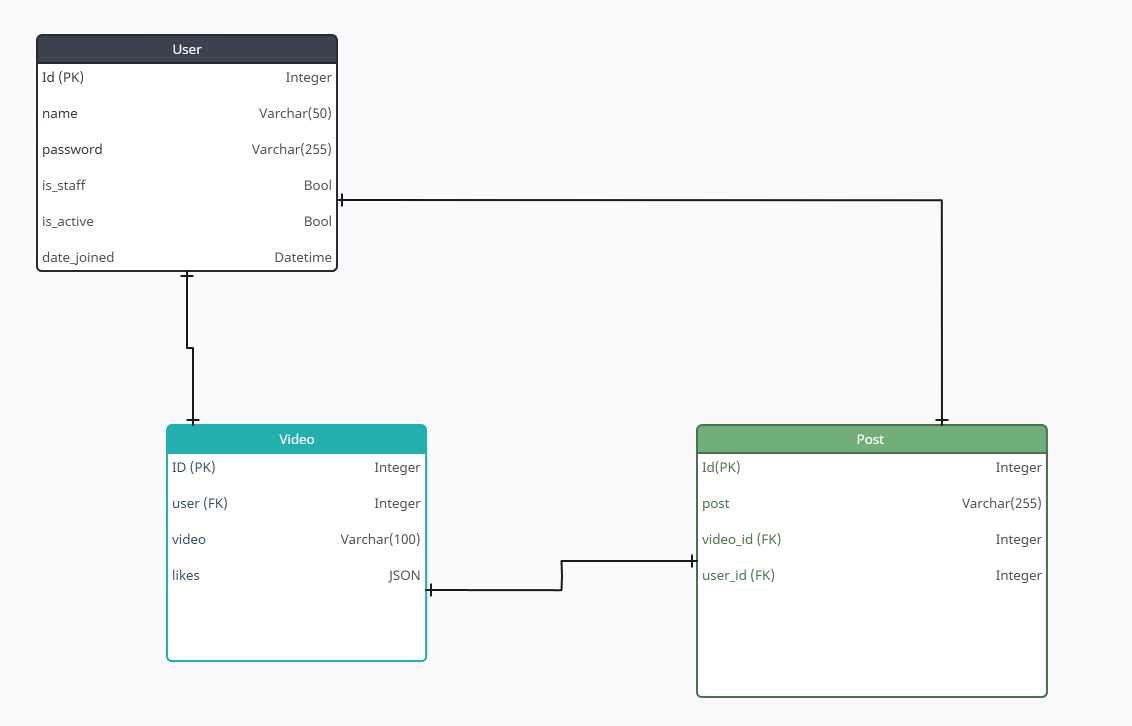 User
Id (PK) Integer
name Varchar(50)
password Varchar(255)
is_staff Bool
is_active Bool
date_joined Datetime
Video
ID (PK) Integer
user (FK) Integer
video Varchar(100)
likes JSON
Post
Id(PK) Integer
post Varchar(255)
video_id (FK) Integer
user_id (FK) Integer